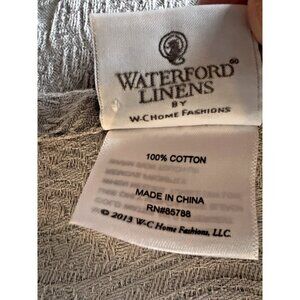 WATERFORD®
LINENS
BY
W-C HOME FASHIONS
100% COTTON
MADE IN CHINA
RN#85788
© 2013 W-C Home Fashions, LLC.